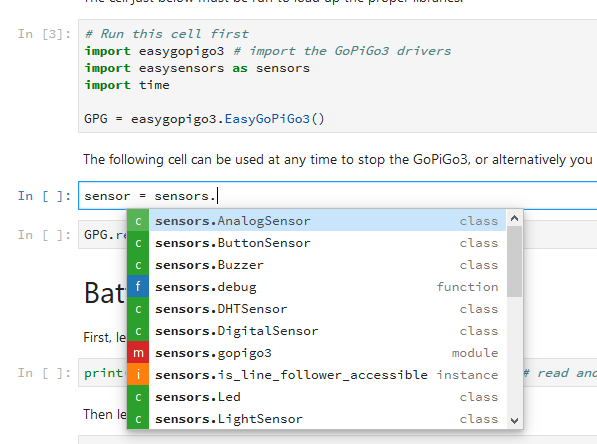 The cell just below must be run to load up the proper libraries.
In [3]:
# Run this cell first
import easygopigo3 # import the GoPiGo3 drivers
import easysensors as sensors
import time
GPG = easygopigo3.EasyGoPiGo3()
The following cell can be used at any time to stop the GoPiGo3, or alternatively you
In [ ]: sensor = sensors.
c sensors.AnalogSensor class
In [ ]: GPG.re
c sensors.ButtonSensor class
c sensors.Buzzer class
f sensors.debug function
Bat
c sensors.DHTSensor class
First, le
c sensors.DigitalSensor class
m sensors.gopigo3 module
In [ ]: print
i sensors.is_line_follower_accessible instance
# read and
c sensors.Led class
Then le
c sensors.LightSensor class